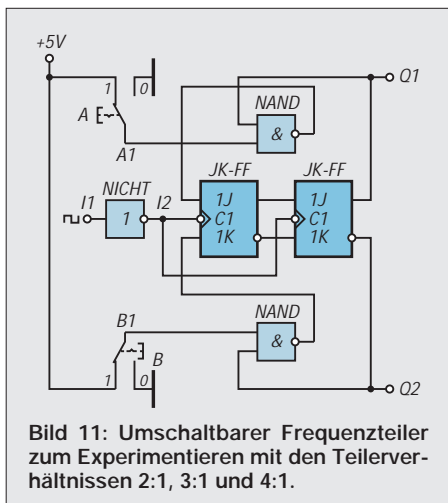 +5V
1
0
A
A1
NAND
&
Q1
JK-FF
JK-FF
NICHT
I1
1
I2
1J
C1
1K
1J
C1
1K
B1
NAND
&
B
1
0
Q2
Bild 11: Umschaltbarer Frequenzteiler
zum Experimentieren mit den Teilerver-
hältnissen 2:1, 3:1 und 4:1.